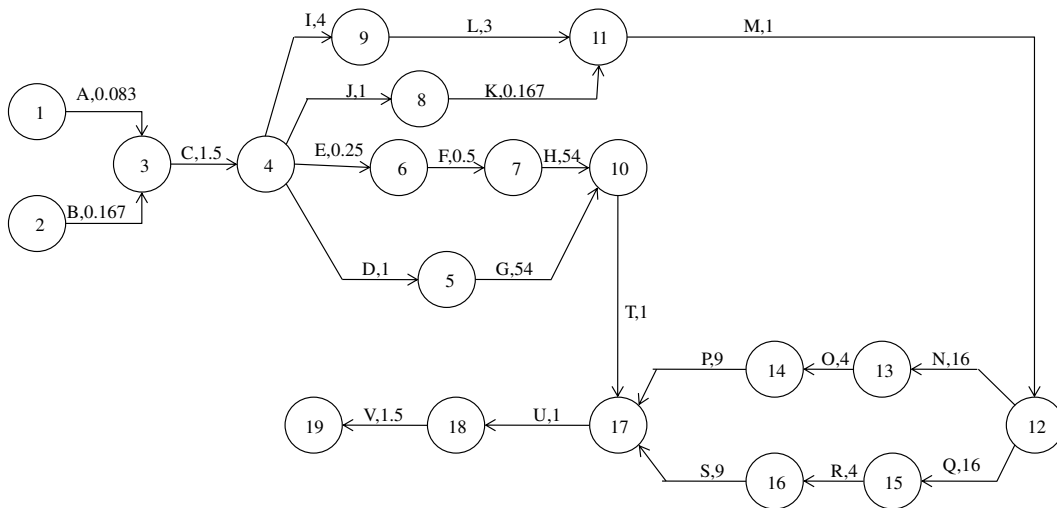 I,4
9
L,3
11
M,1
1
A,0.083
J,1
8
K,0.167
3
C,1.5
4
E,0.25
6
F,0.5
7
H,54
10
2
B,0.167
D,1
5
G,54
T,1
P,9
14
O,4
13
N,16
19
V,1.5
18
U,1
17
12
S,9
16
R,4
15
Q,16